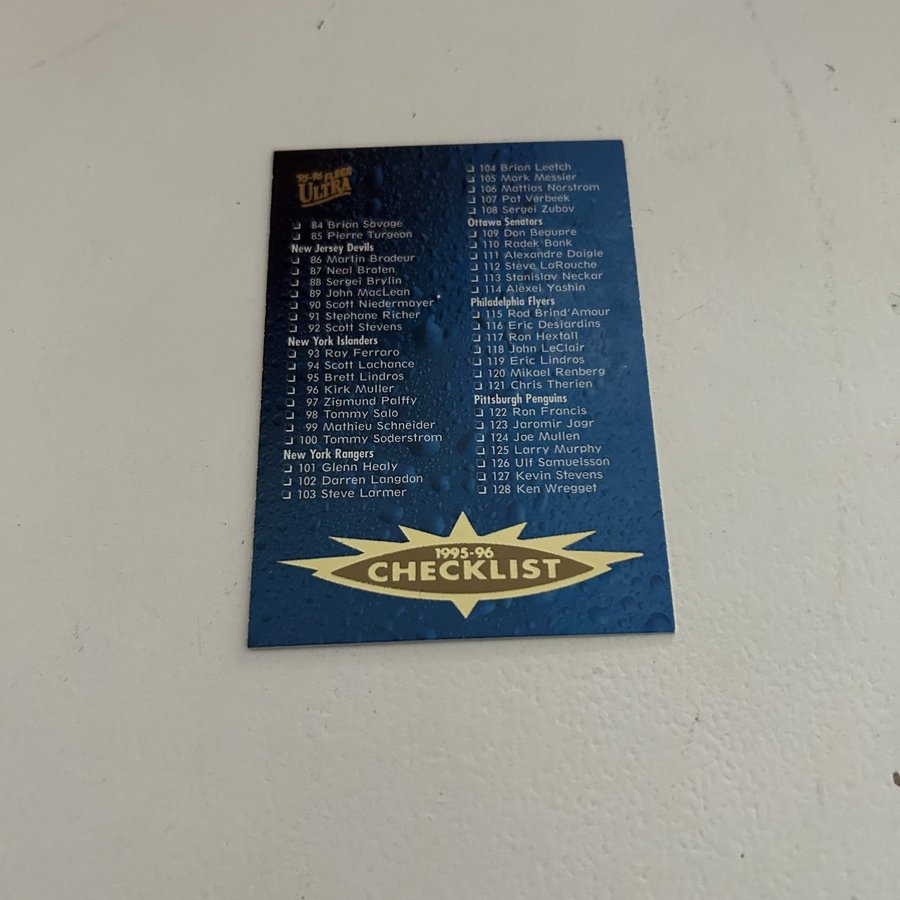 '95-'96 FLEER
ULTRA
84 Brian Savage
85 Pierre Turgeon
New Jersey Devils
86 Martin Brodeur
87 Neal Broten
88 Sergei Brylin
89 John MacLean
90 Scott Niedermayer
91 Stephane Richer
92 Scott Stevens
New York Islanders
93 Ray Ferraro
94 Scott Lachance
95 Brett Lindros
96 Kirk Muller
97 Zigmund Palffy
98 Tommy Salo
99 Mathieu Schneider
100 Tommy Soderstrom
New York Rangers
101 Glenn Healy
102 Darren Langdon
103 Steve Larmer
104 Brian Leetch
105 Mark Messier
106 Mattias Norstrom
107 Pat Verbeek
108 Sergei Zubov
Ottawa Senators
109 Don Beaupre
110 Radek Bonk
111 Alexandre Daigle
112 Steve LaRouche
113 Stanislav Neckar
114 Alexei Yashin
Philadelphia Flyers
115 Rod Brind'Amour
116 Eric Desjardins
117 Ron Hextall
118 John LeClair
119 Eric Lindros
120 Mikael Renberg
121 Chris Therien
Pittsburgh Penguins
122 Ron Francis
123 Jaromir Jagr
124 Joe Mullen
125 Larry Murphy
126 Ulf Samuelsson
127 Kevin Stevens
128 Ken Wregget
1995-96
CHECKLIST